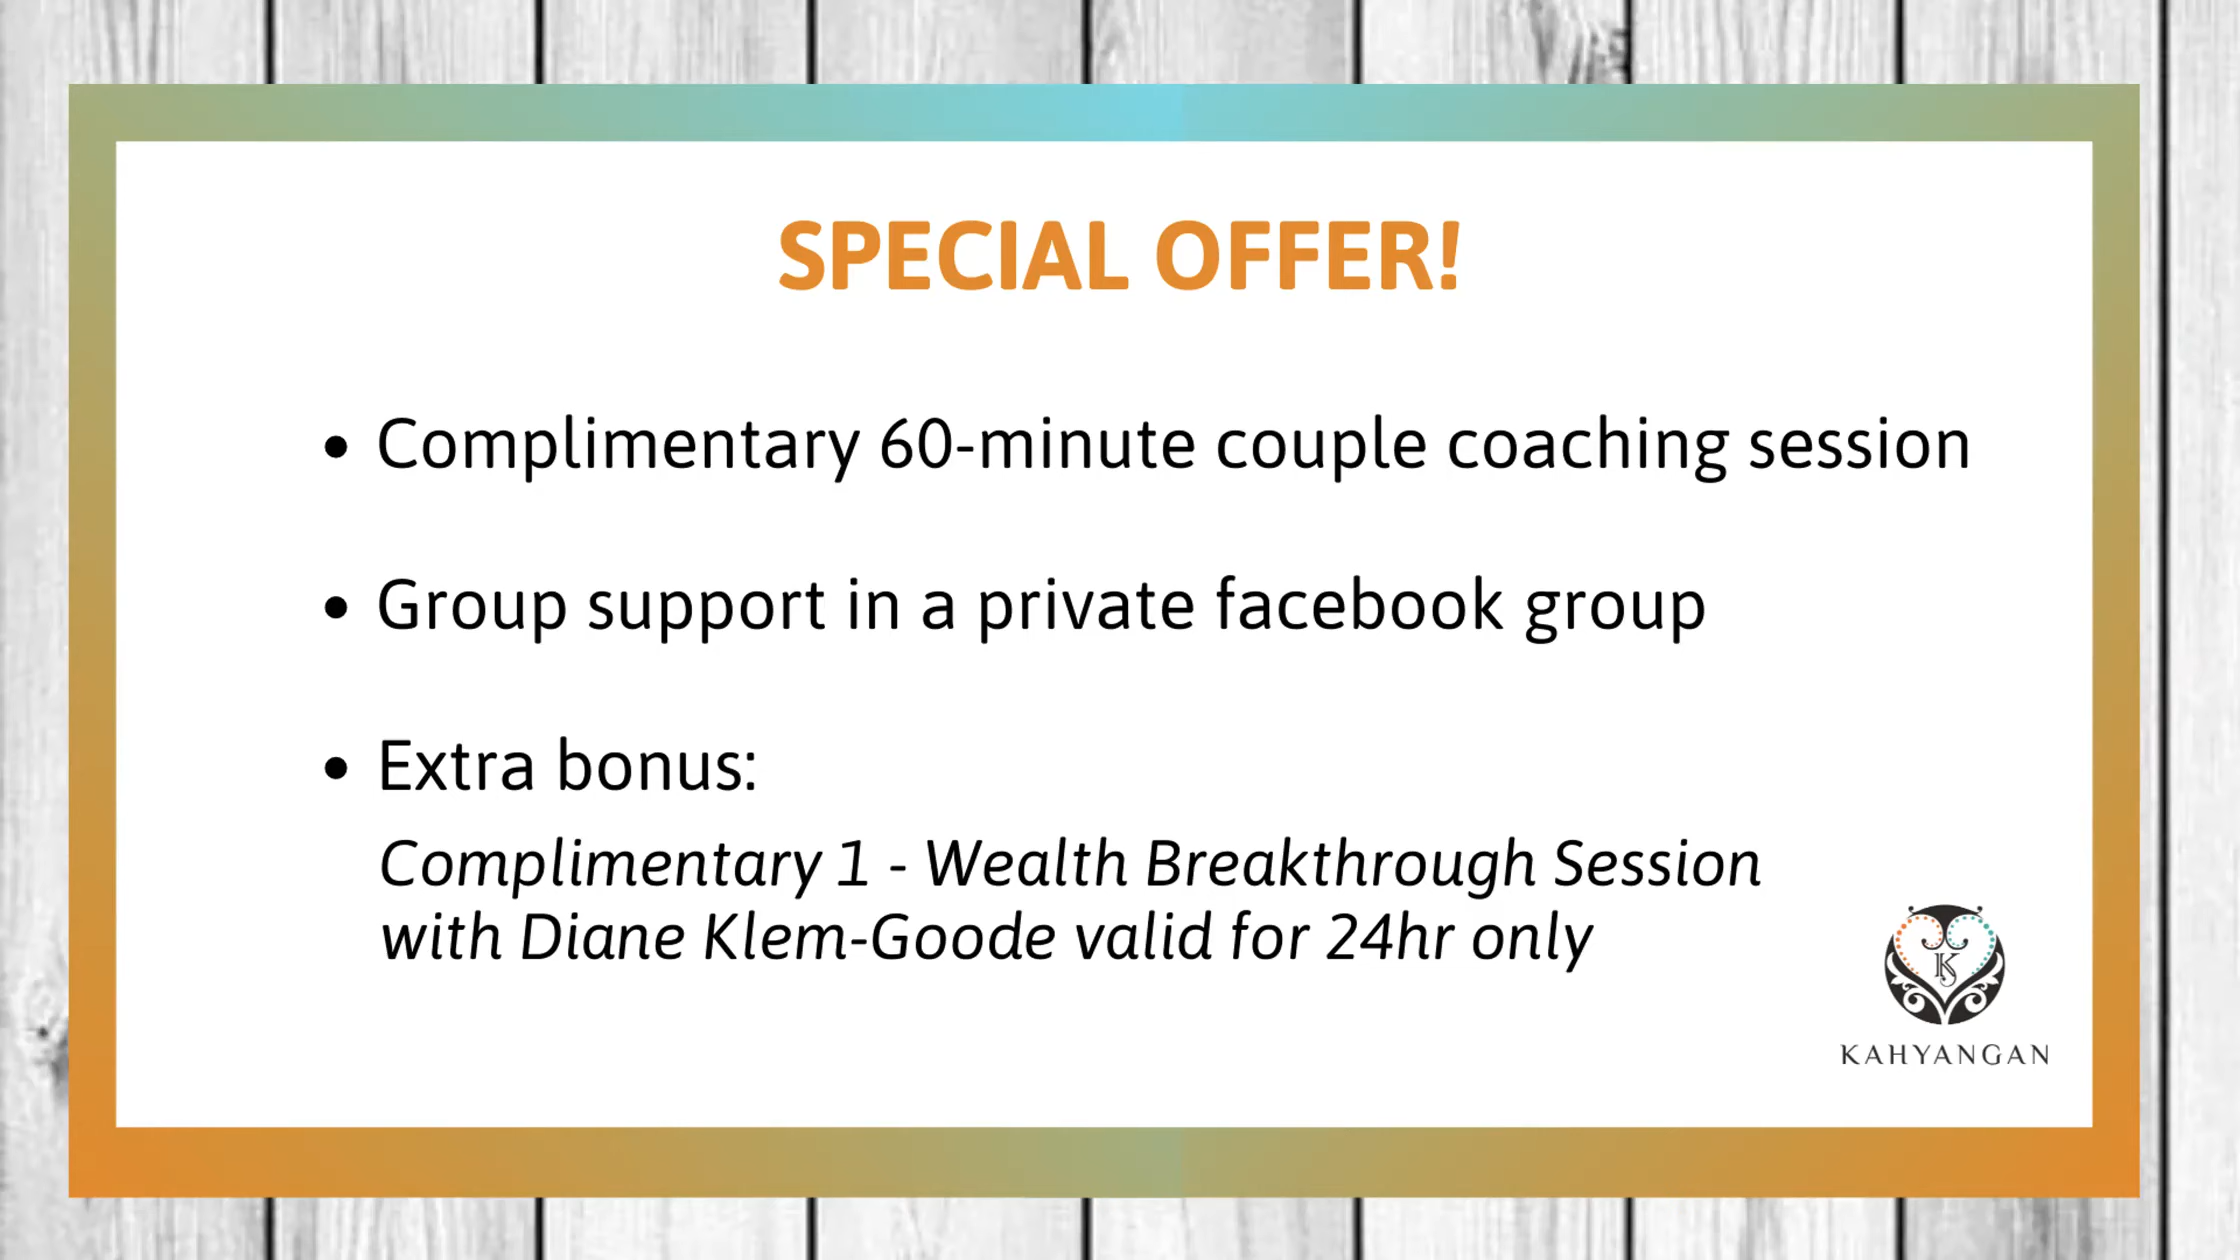 SPECIAL OFFER!
• Complimentary 60-minute couple coaching session
• Group support in a private facebook group
• Extra bonus:
Complimentary 1 - Wealth Breakthrough Session
with Diane Klem-Goode valid for 24hr only
K
KAHYANGAN